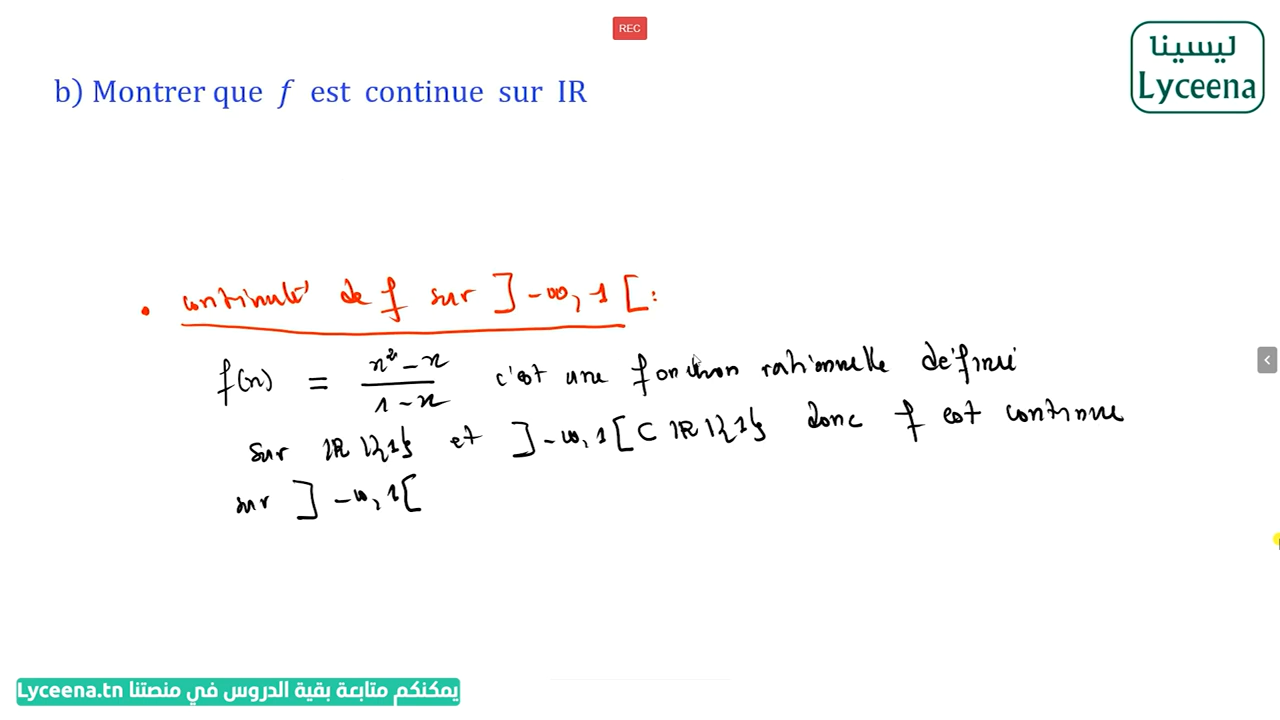 REC
ليسينا
Lyceena
b) Montrer que f est continue sur IR
• continuité de f sur ]-∞, 1[ :
f(x) = (x² - x)/(1 - x) c'est une fonction rationnelle définie
sur IR\{1} et ]-∞, 1[ ⊂ IR\{1} donc f est continue
sur ]-∞, 1[
يمكنكم متابعة بقية الدروس في منصتنا Lyceena.tn